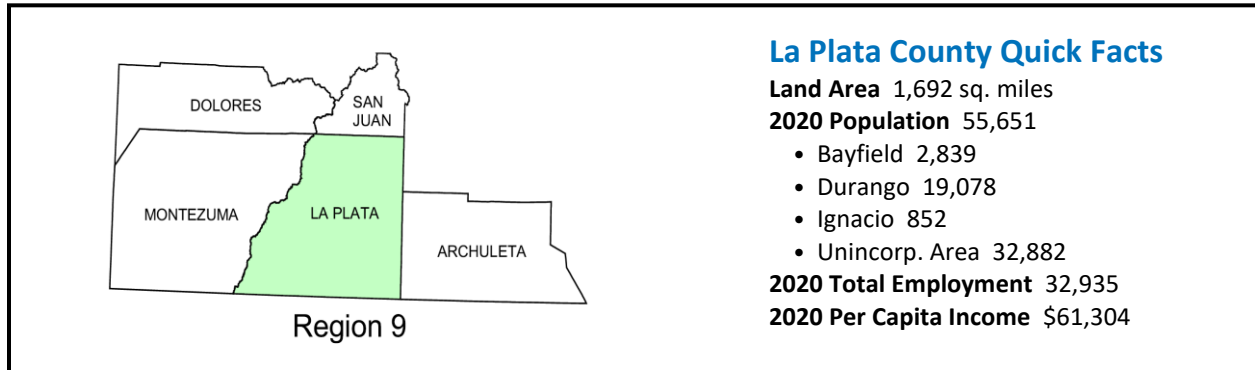 DOLORES
SAN
JUAN
MONTEZUMA
LA PLATA
ARCHULETA
Region 9
La Plata County Quick Facts
Land Area 1,692 sq. miles
2020 Population 55,651
• Bayfield 2,839
• Durango 19,078
• Ignacio 852
• Unincorp. Area 32,882
2020 Total Employment 32,935
2020 Per Capita Income $61,304